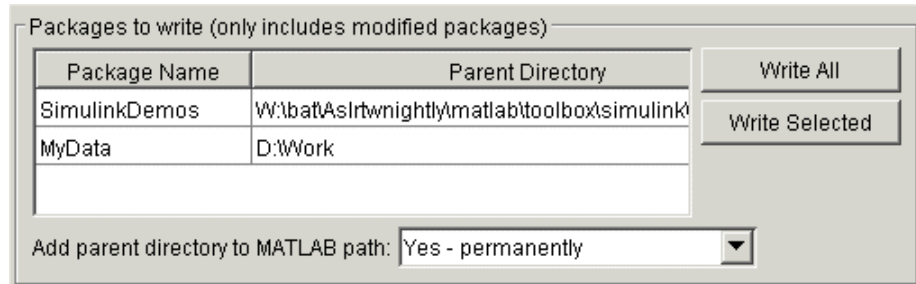 Packages to write (only includes modified packages)
Package Name Parent Directory Write All
SimulinkDemos W:\bat\Aslrtwnightly\matlab\toolbox\simulink\
Write Selected
MyData D:\Work
Add parent directory to MATLAB path: Yes - permanently